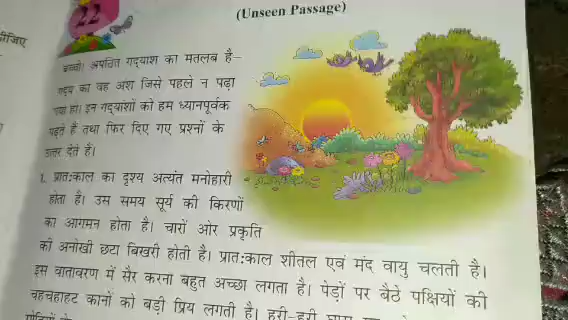 22
(Unseen Passage)
बच्चो! अपठित गद्यांश का मतलब है–
गद्य का वह अंश जिसे पहले न पढ़ा
गया हो। इन गद्यांशों को हम ध्यानपूर्वक
पढ़ते हैं तथा फिर दिए गए प्रश्नों के
उत्तर देते हैं।
1. प्रात:काल का दृश्य अत्यंत मनोहारी
होता है। उस समय सूर्य की किरणों
का आगमन होता है। चारों ओर प्रकृति
की अनोखी छटा बिखरी होती है। प्रात:काल शीतल एवं मंद वायु चलती है।
इस वातावरण में सैर करना बहुत अच्छा लगता है। पेड़ों पर बैठे पक्षियों की
चहचहाहट कानों को बड़ी प्रिय लगती है। हरी-हरी घास